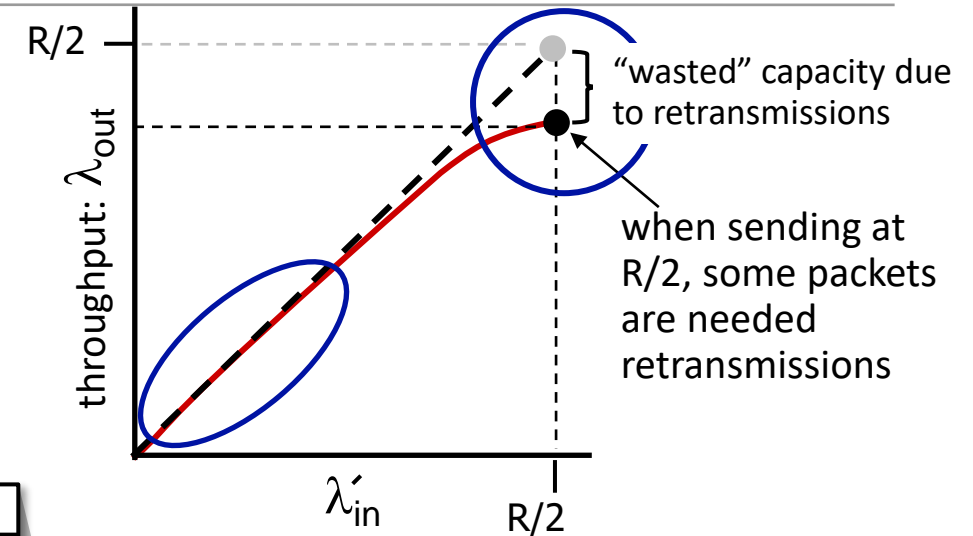 R/2
“wasted” capacity due
to retransmissions
throughput: λout
when sending at
R/2, some packets
are needed
retransmissions
λ′in
R/2